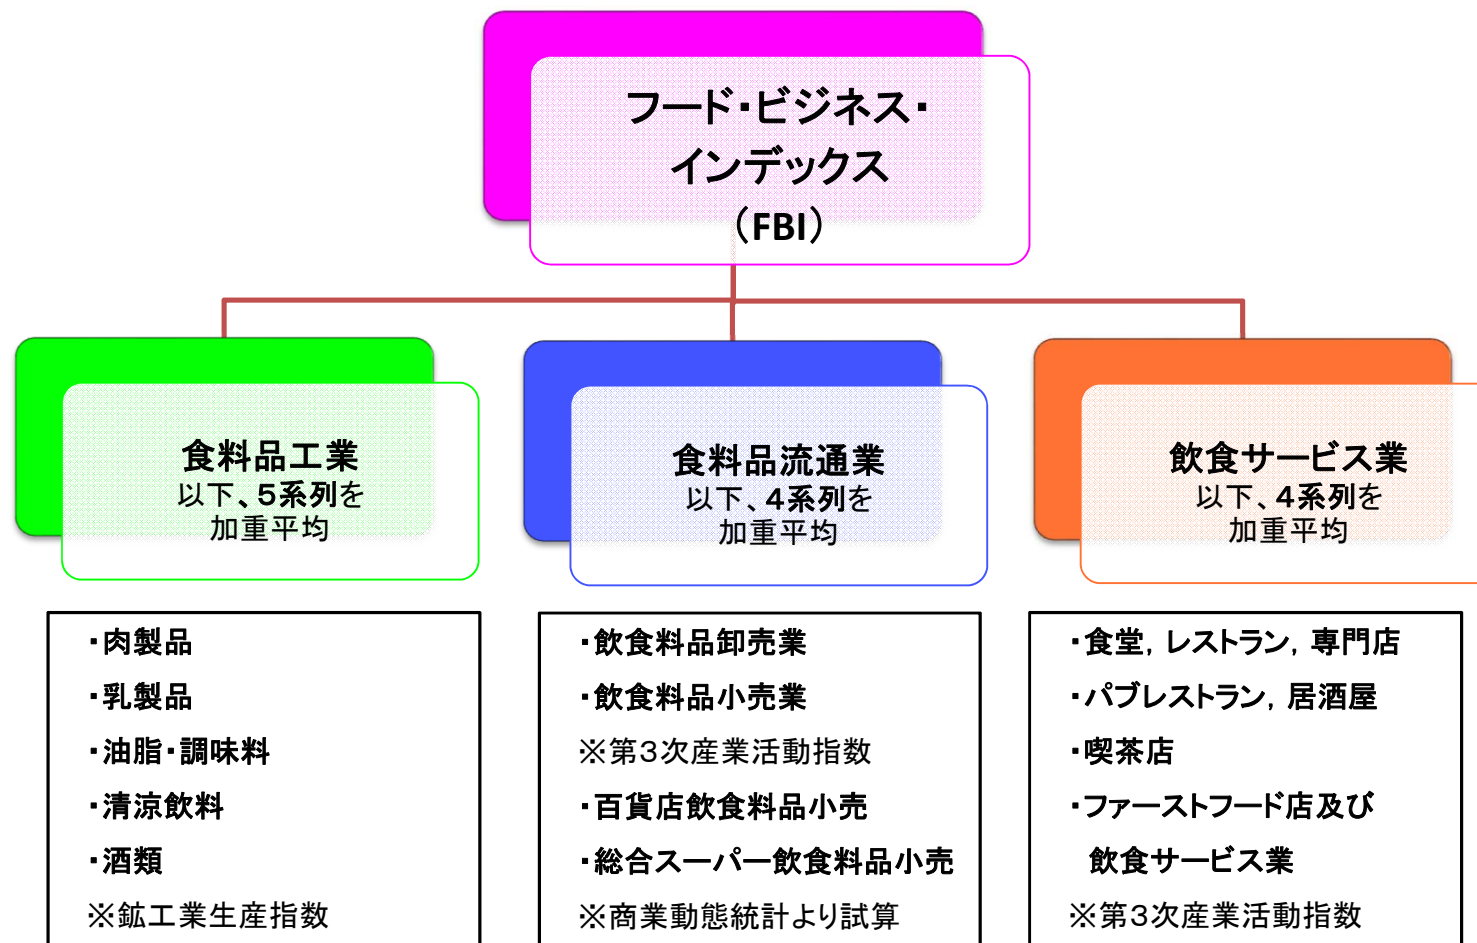 フード・ビジネス・
インデックス
（FBI）
食料品工業
以下、5系列を
加重平均
食料品流通業
以下、4系列を
加重平均
飲食サービス業
以下、4系列を
加重平均
・肉製品
・乳製品
・油脂・調味料
・清涼飲料
・酒類
※鉱工業生産指数
・飲食料品卸売業
・飲食料品小売業
※第3次産業活動指数
・百貨店飲食料品小売
・総合スーパー飲食料品小売
※商業動態統計より試算
・食堂，レストラン，専門店
・パブレストラン，居酒屋
・喫茶店
・ファーストフード店及び
飲食サービス業
※第3次産業活動指数